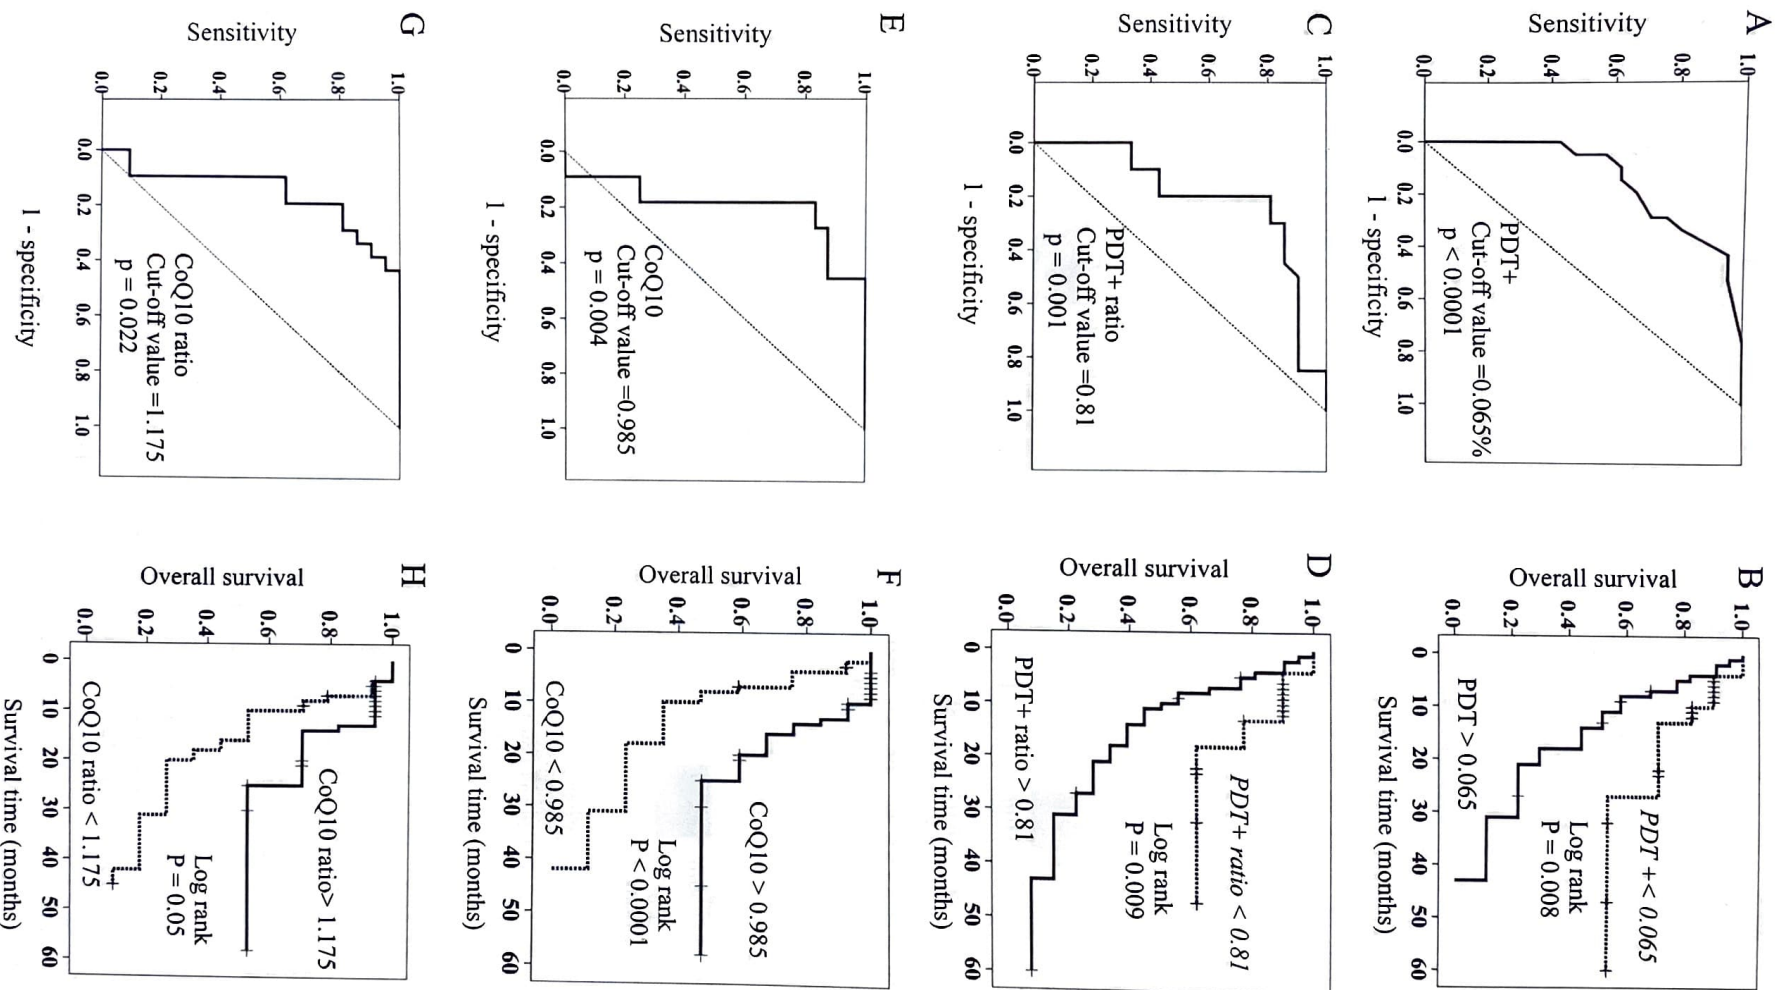 A
Sensitivity
1.0
0.8
0.6
0.4
0.2
0.0
0.0 0.2 0.4 0.6 0.8 1.0
1 - specificity
PDT+
Cut-off value =0.065%
p < 0.0001
B
Overall survival
1.0
0.8
0.6
0.4
0.2
0.0
0 10 20 30 40 50 60
Survival time (months)
PDT + < 0.065
Log rank
P = 0.008
PDT > 0.065
C
Sensitivity
1.0
0.8
0.6
0.4
0.2
0.0
0.0 0.2 0.4 0.6 0.8 1.0
1 - specificity
PDT+ ratio
Cut-off value =0.81
p = 0.001
D
Overall survival
1.0
0.8
0.6
0.4
0.2
0.0
0 10 20 30 40 50 60
Survival time (months)
PDT+ ratio < 0.81
Log rank
P = 0.009
PDT+ ratio > 0.81
E
Sensitivity
1.0
0.8
0.6
0.4
0.2
0.0
0.0 0.2 0.4 0.6 0.8 1.0
1 - specificity
CoQ10
Cut-off value =0.985
p = 0.004
F
Overall survival
1.0
0.8
0.6
0.4
0.2
0.0
0 10 20 30 40 50 60
Survival time (months)
CoQ10 > 0.985
Log rank
P < 0.0001
CoQ10 < 0.985
G
Sensitivity
1.0
0.8
0.6
0.4
0.2
0.0
0.0 0.2 0.4 0.6 0.8 1.0
1 - specificity
CoQ10 ratio
Cut-off value =1.175
p = 0.022
H
Overall survival
1.0
0.8
0.6
0.4
0.2
0.0
0 10 20 30 40 50 60
Survival time (months)
CoQ10 ratio> 1.175
Log rank
P = 0.05
CoQ10 ratio < 1.175